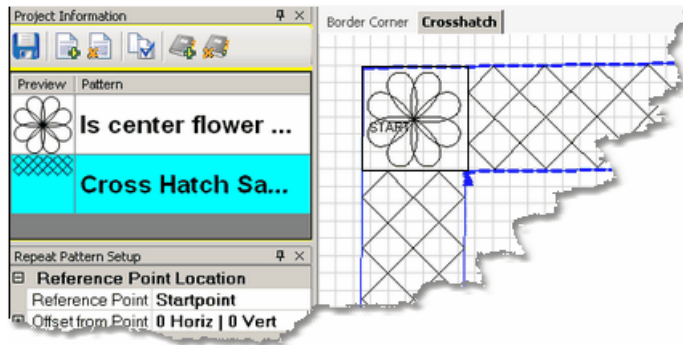 Project Information
Border Corner Crosshatch
Preview Pattern
Is center flower ...
START
Cross Hatch Sa...
Repeat Pattern Setup
Reference Point Location
Reference Point Startpoint
Offset from Point 0 Horiz | 0 Vert